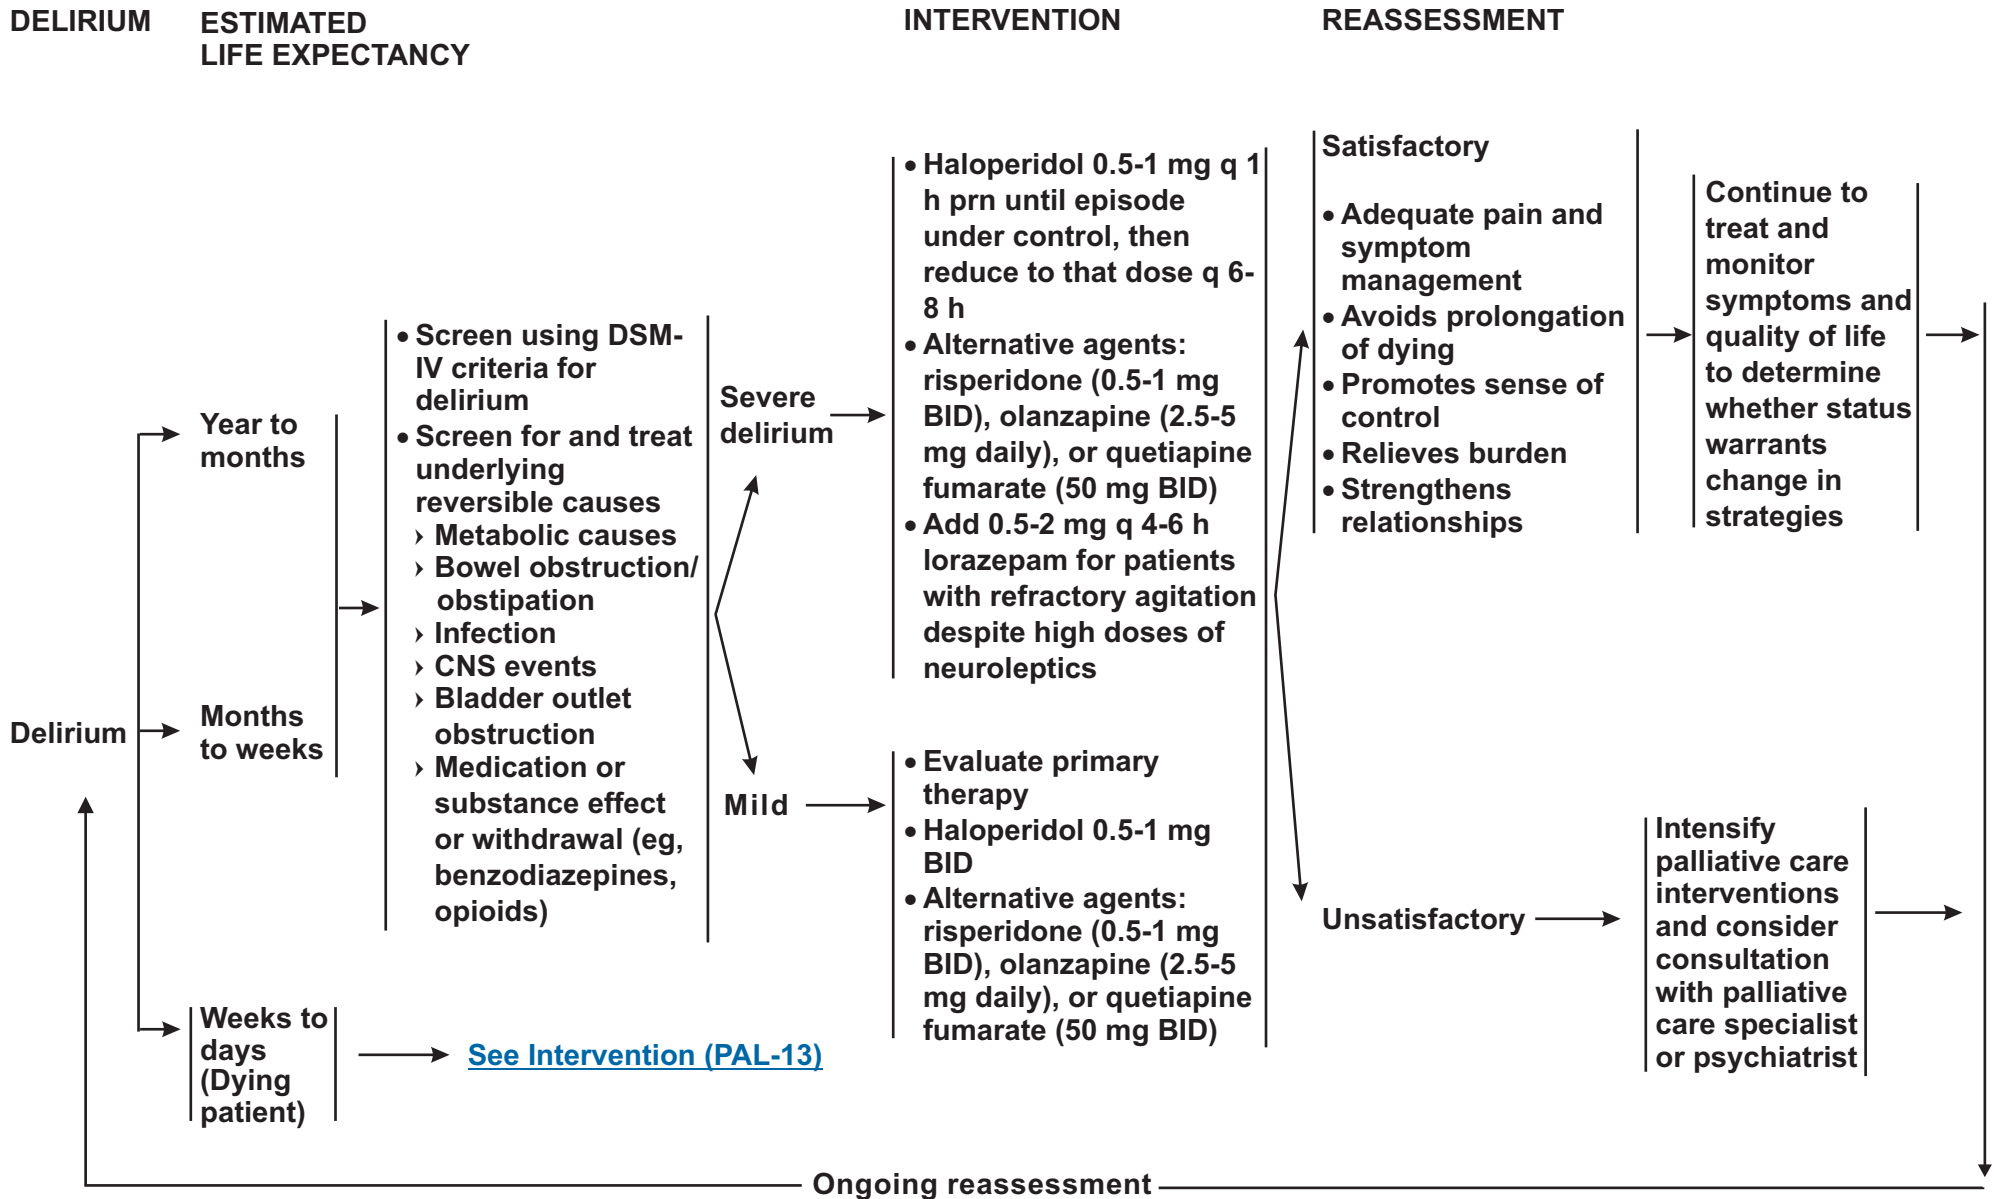 DELIRIUM
ESTIMATED
LIFE EXPECTANCY
INTERVENTION
REASSESSMENT
Delirium
Year to
months
Months
to weeks
Weeks to
days
(Dying
patient)
See Intervention (PAL-13)
• Screen using DSM-
IV criteria for
delirium
• Screen for and treat
underlying
reversible causes
› Metabolic causes
› Bowel obstruction/
obstipation
› Infection
› CNS events
› Bladder outlet
obstruction
› Medication or
substance effect
or withdrawal (eg,
benzodiazepines,
opioids)
Severe
delirium
Mild
• Haloperidol 0.5-1 mg q 1
h prn until episode
under control, then
reduce to that dose q 6-
8 h
• Alternative agents:
risperidone (0.5-1 mg
BID), olanzapine (2.5-5
mg daily), or quetiapine
fumarate (50 mg BID)
• Add 0.5-2 mg q 4-6 h
lorazepam for patients
with refractory agitation
despite high doses of
neuroleptics
• Evaluate primary
therapy
• Haloperidol 0.5-1 mg
BID
• Alternative agents:
risperidone (0.5-1 mg
BID), olanzapine (2.5-5
mg daily), or quetiapine
fumarate (50 mg BID)
Satisfactory
• Adequate pain and
symptom
management
• Avoids prolongation
of dying
• Promotes sense of
control
• Relieves burden
• Strengthens
relationships
Continue to
treat and
monitor
symptoms and
quality of life
to determine
whether status
warrants
change in
strategies
Unsatisfactory
Intensify
palliative care
interventions
and consider
consultation
with palliative
care specialist
or psychiatrist
Ongoing reassessment